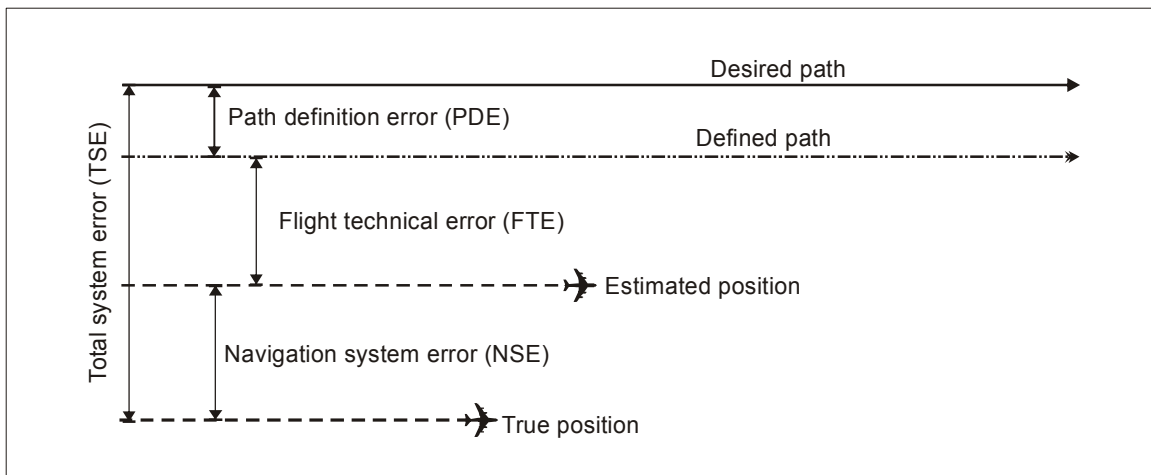 Desired path
Path definition error (PDE)
Defined path
Total system error (TSE)
Flight technical error (FTE)
Estimated position
Navigation system error (NSE)
True position